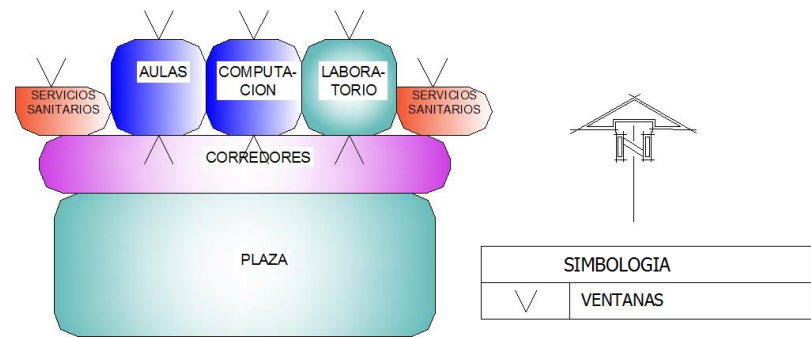 SERVICIOS
SANITARIOS
AULAS
COMPUTA-
CION
LABORA-
TORIO
SERVICIOS
SANITARIOS
CORREDORES
PLAZA
N
SIMBOLOGIA
VENTANAS